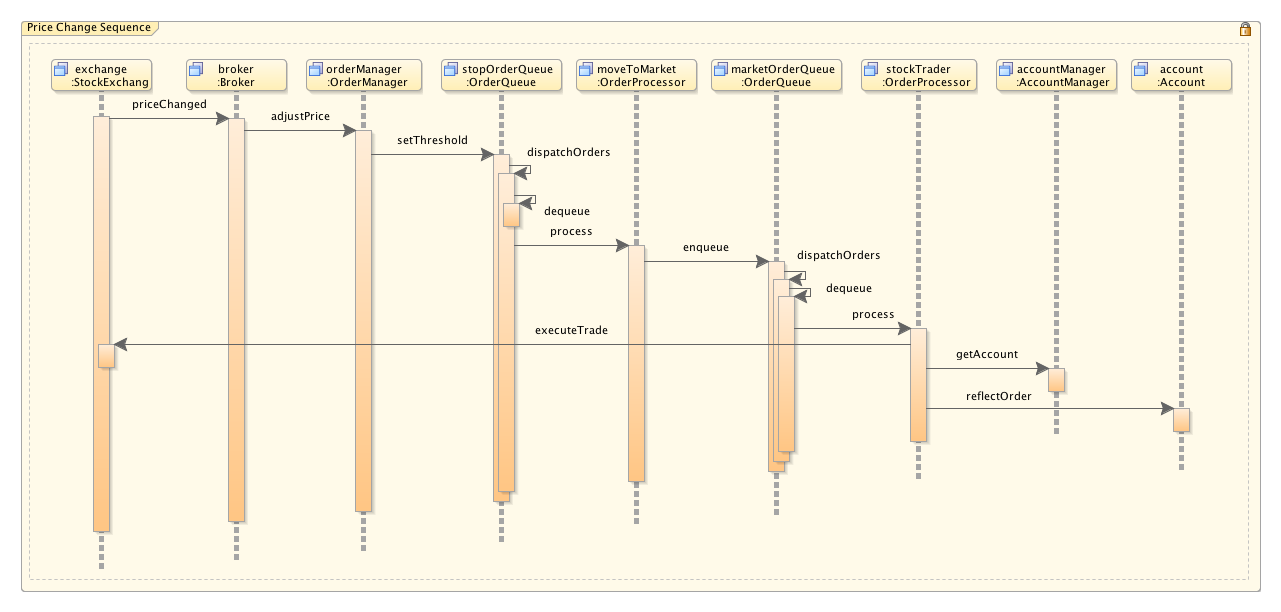 Price Change Sequence
exchange
:StockExchang
broker
:Broker
orderManager
:OrderManager
stopOrderQueue
:OrderQueue
moveToMarket
:OrderProcessor
marketOrderQueue
:OrderQueue
stockTrader
:OrderProcessor
accountManager
:AccountManager
account
:Account
priceChanged
adjustPrice
setThreshold
dispatchOrders
dequeue
process
enqueue
dispatchOrders
dequeue
process
executeTrade
getAccount
reflectOrder